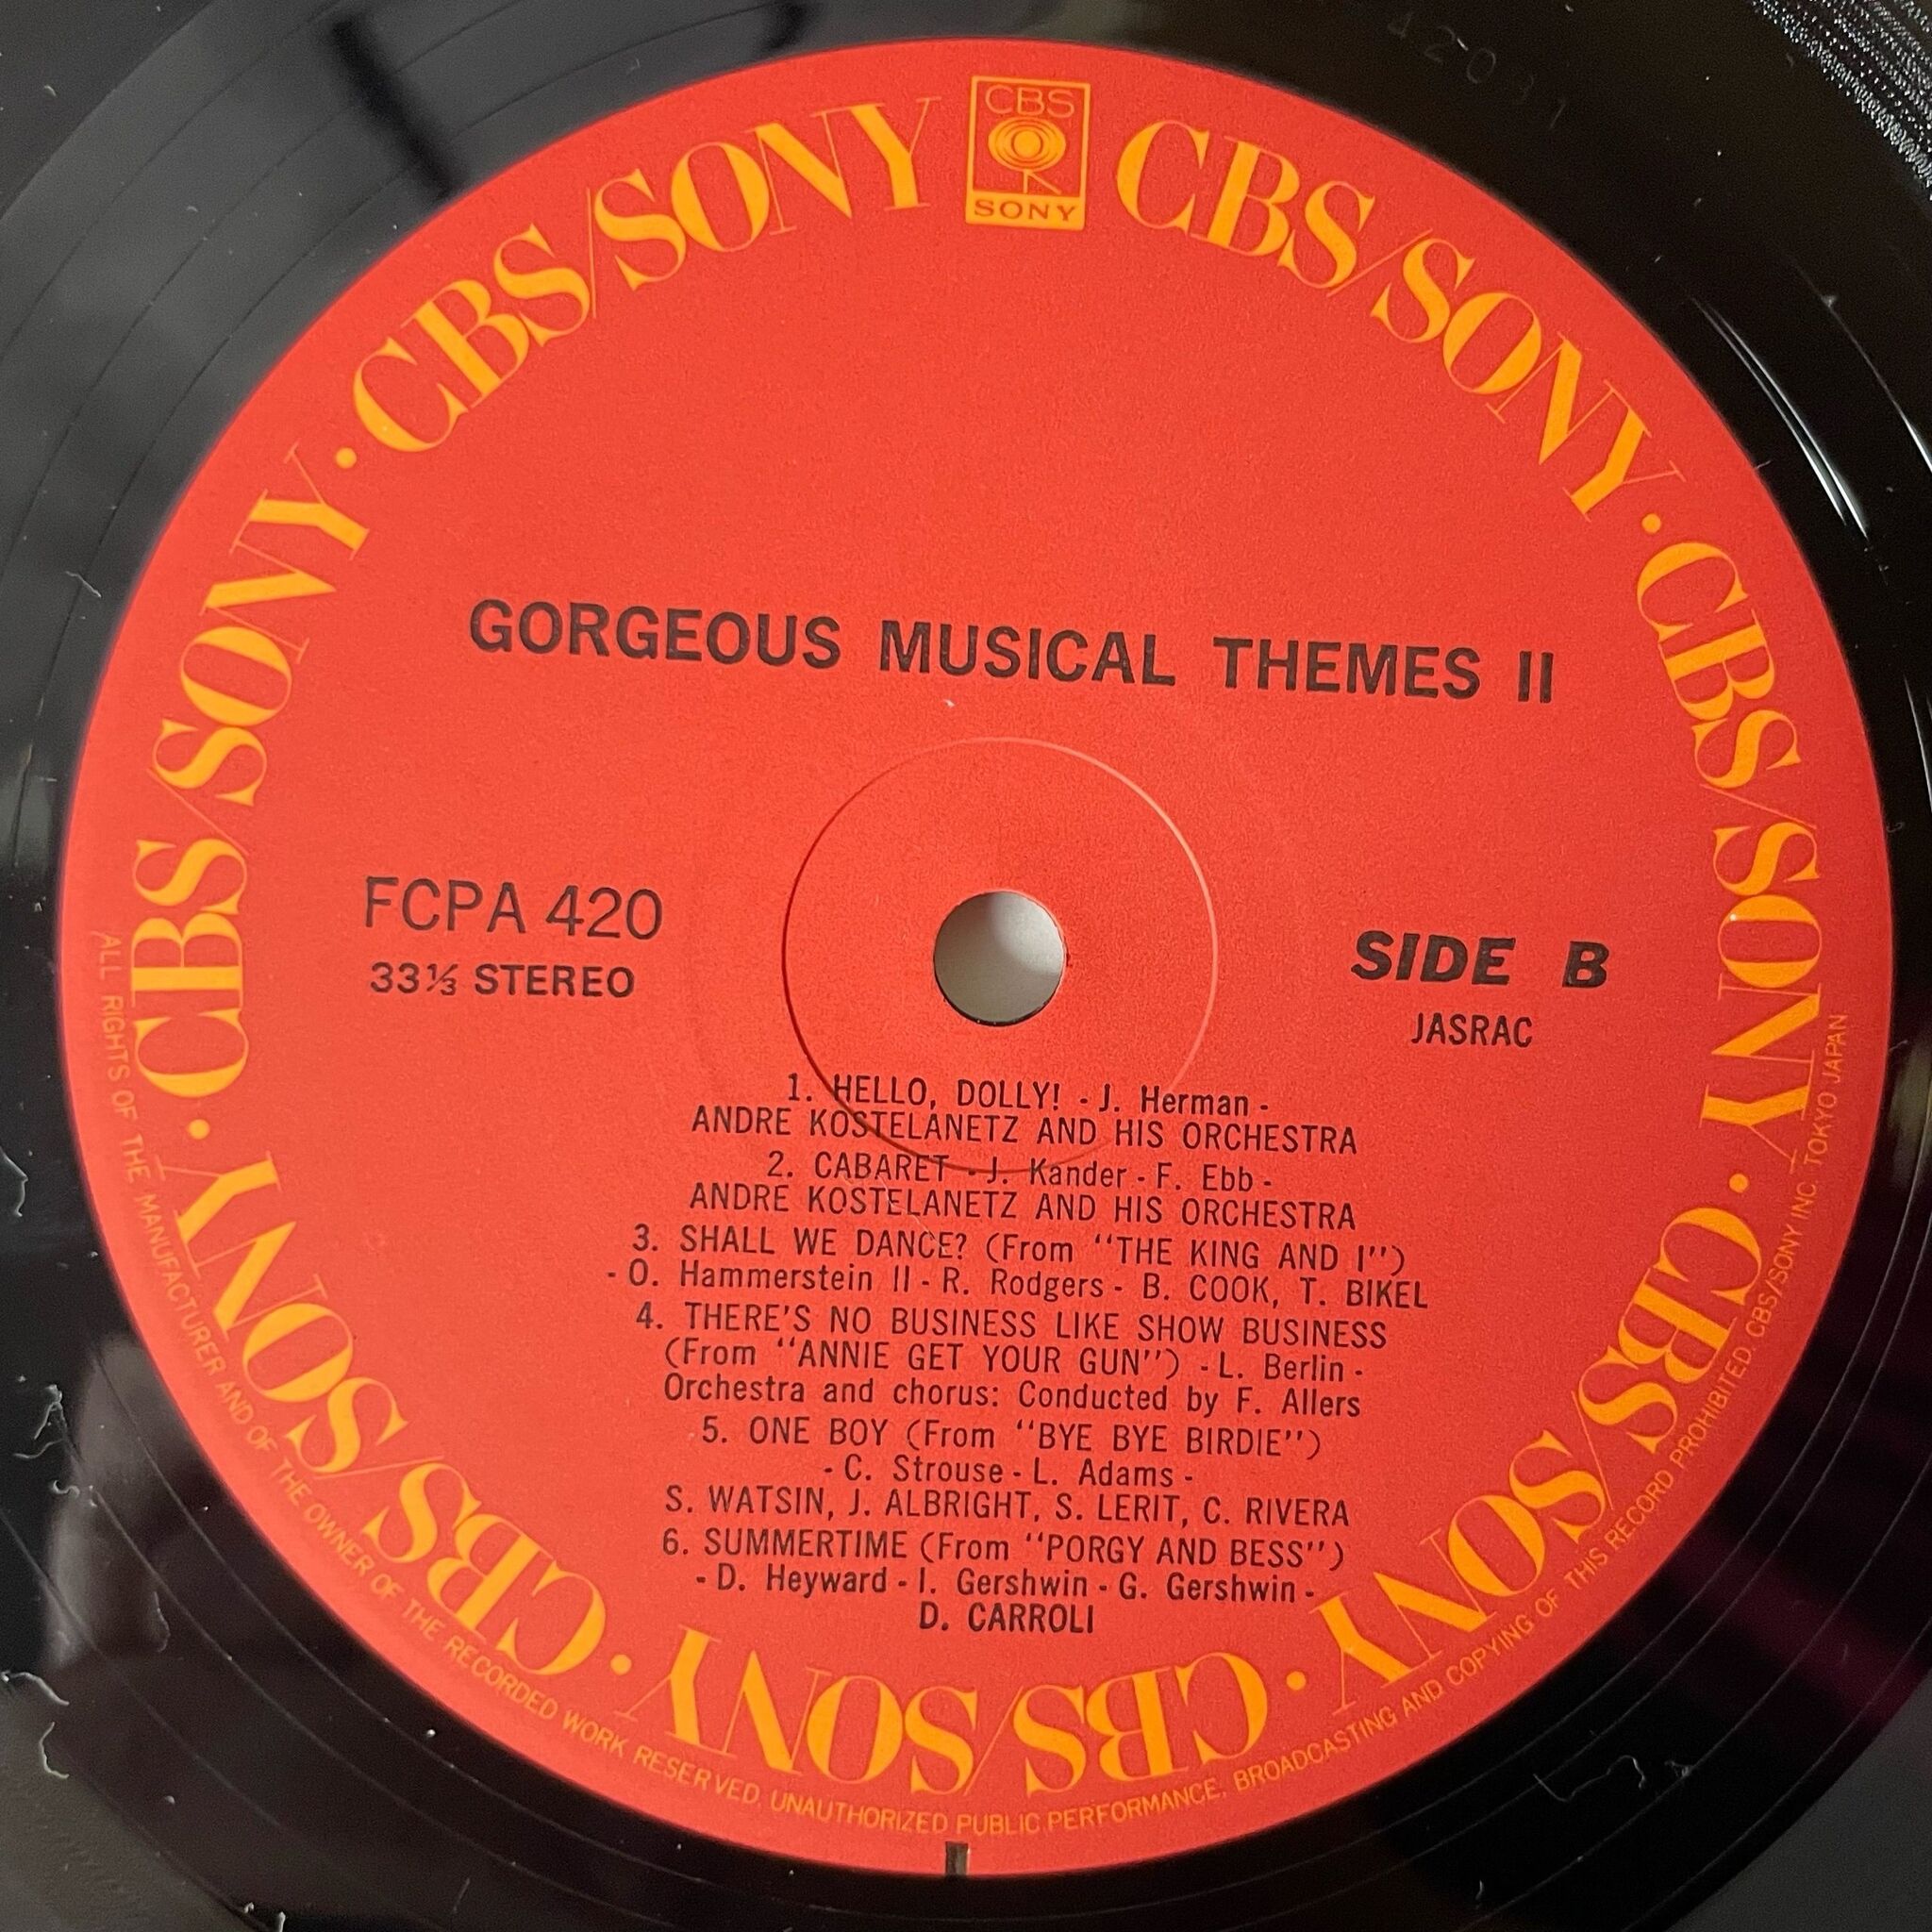 CBS
SONY
CBS/SONY · CBS/SONY · CBS/SONY · CBS/SONY · CBS/SONY · CBS/SONY · CBS/SONY · CBS/SONY · CBS/SONY
GORGEOUS MUSICAL THEMES II
FCPA 420
33⅓ STEREO
SIDE B
JASRAC
1. HELLO, DOLLY! - J. Herman -
ANDRE KOSTELANETZ AND HIS ORCHESTRA
2. CABARET - J. Kander - F. Ebb -
ANDRE KOSTELANETZ AND HIS ORCHESTRA
3. SHALL WE DANCE? (From "THE KING AND I")
- O. Hammerstein II - R. Rodgers - B. COOK, T. BIKEL
4. THERE'S NO BUSINESS LIKE SHOW BUSINESS
(From "ANNIE GET YOUR GUN") - L. Berlin -
Orchestra and chorus: Conducted by F. Allers
5. ONE BOY (From "BYE BYE BIRDIE")
- C. Strouse - L. Adams -
S. WATSIN, J. ALBRIGHT, S. LERIT, C. RIVERA
6. SUMMERTIME (From "PORGY AND BESS")
- D. Heyward - I. Gershwin - G. Gershwin -
D. CARROLI
ALL RIGHTS OF THE MANUFACTURER AND OF THE OWNER OF THE RECORDED WORK RESERVED. UNAUTHORIZED PUBLIC PERFORMANCE, BROADCASTING AND COPYING OF THIS RECORD PROHIBITED. CBS/SONY INC. TOKYO JAPAN